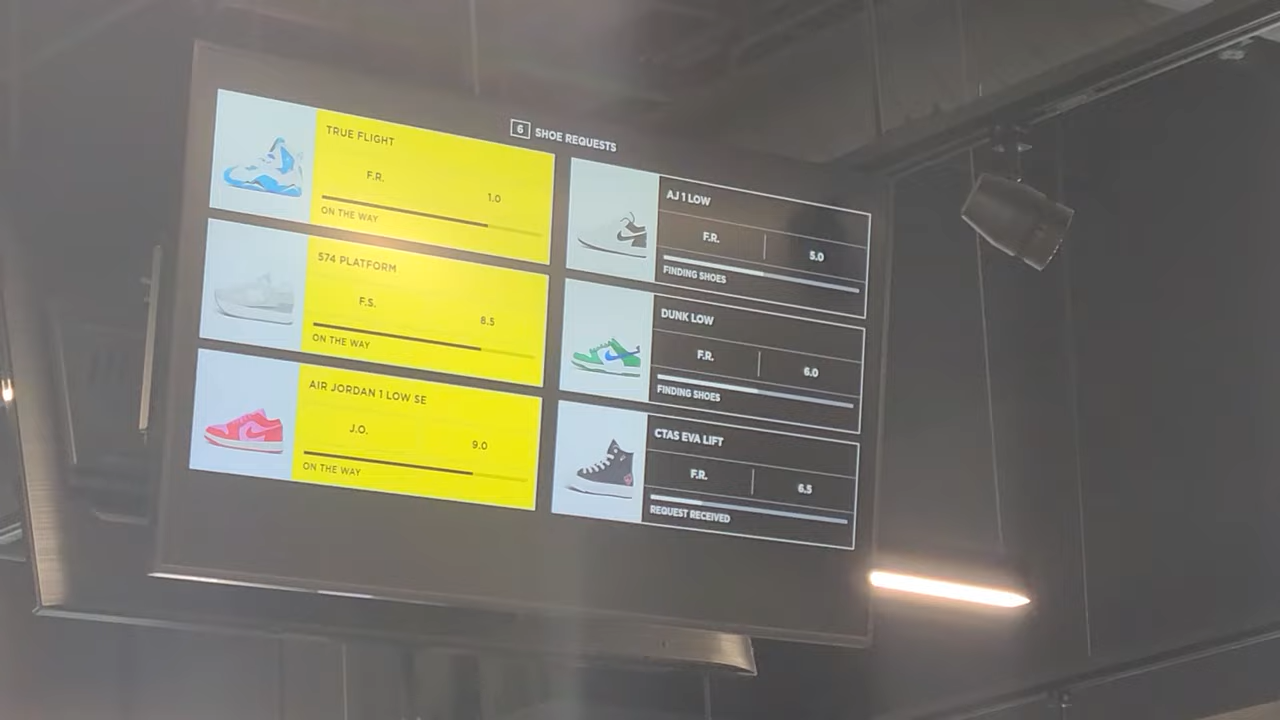 6 SHOE REQUESTS
TRUE FLIGHT
F.R. 1.0
ON THE WAY
574 PLATFORM
F.S. 8.5
ON THE WAY
AIR JORDAN 1 LOW SE
J.O. 9.0
ON THE WAY
AJ 1 LOW
F.R. 5.0
FINDING SHOES
DUNK LOW
F.R. 6.0
FINDING SHOES
CTAS EVA LIFT
F.R. 6.5
REQUEST RECEIVED